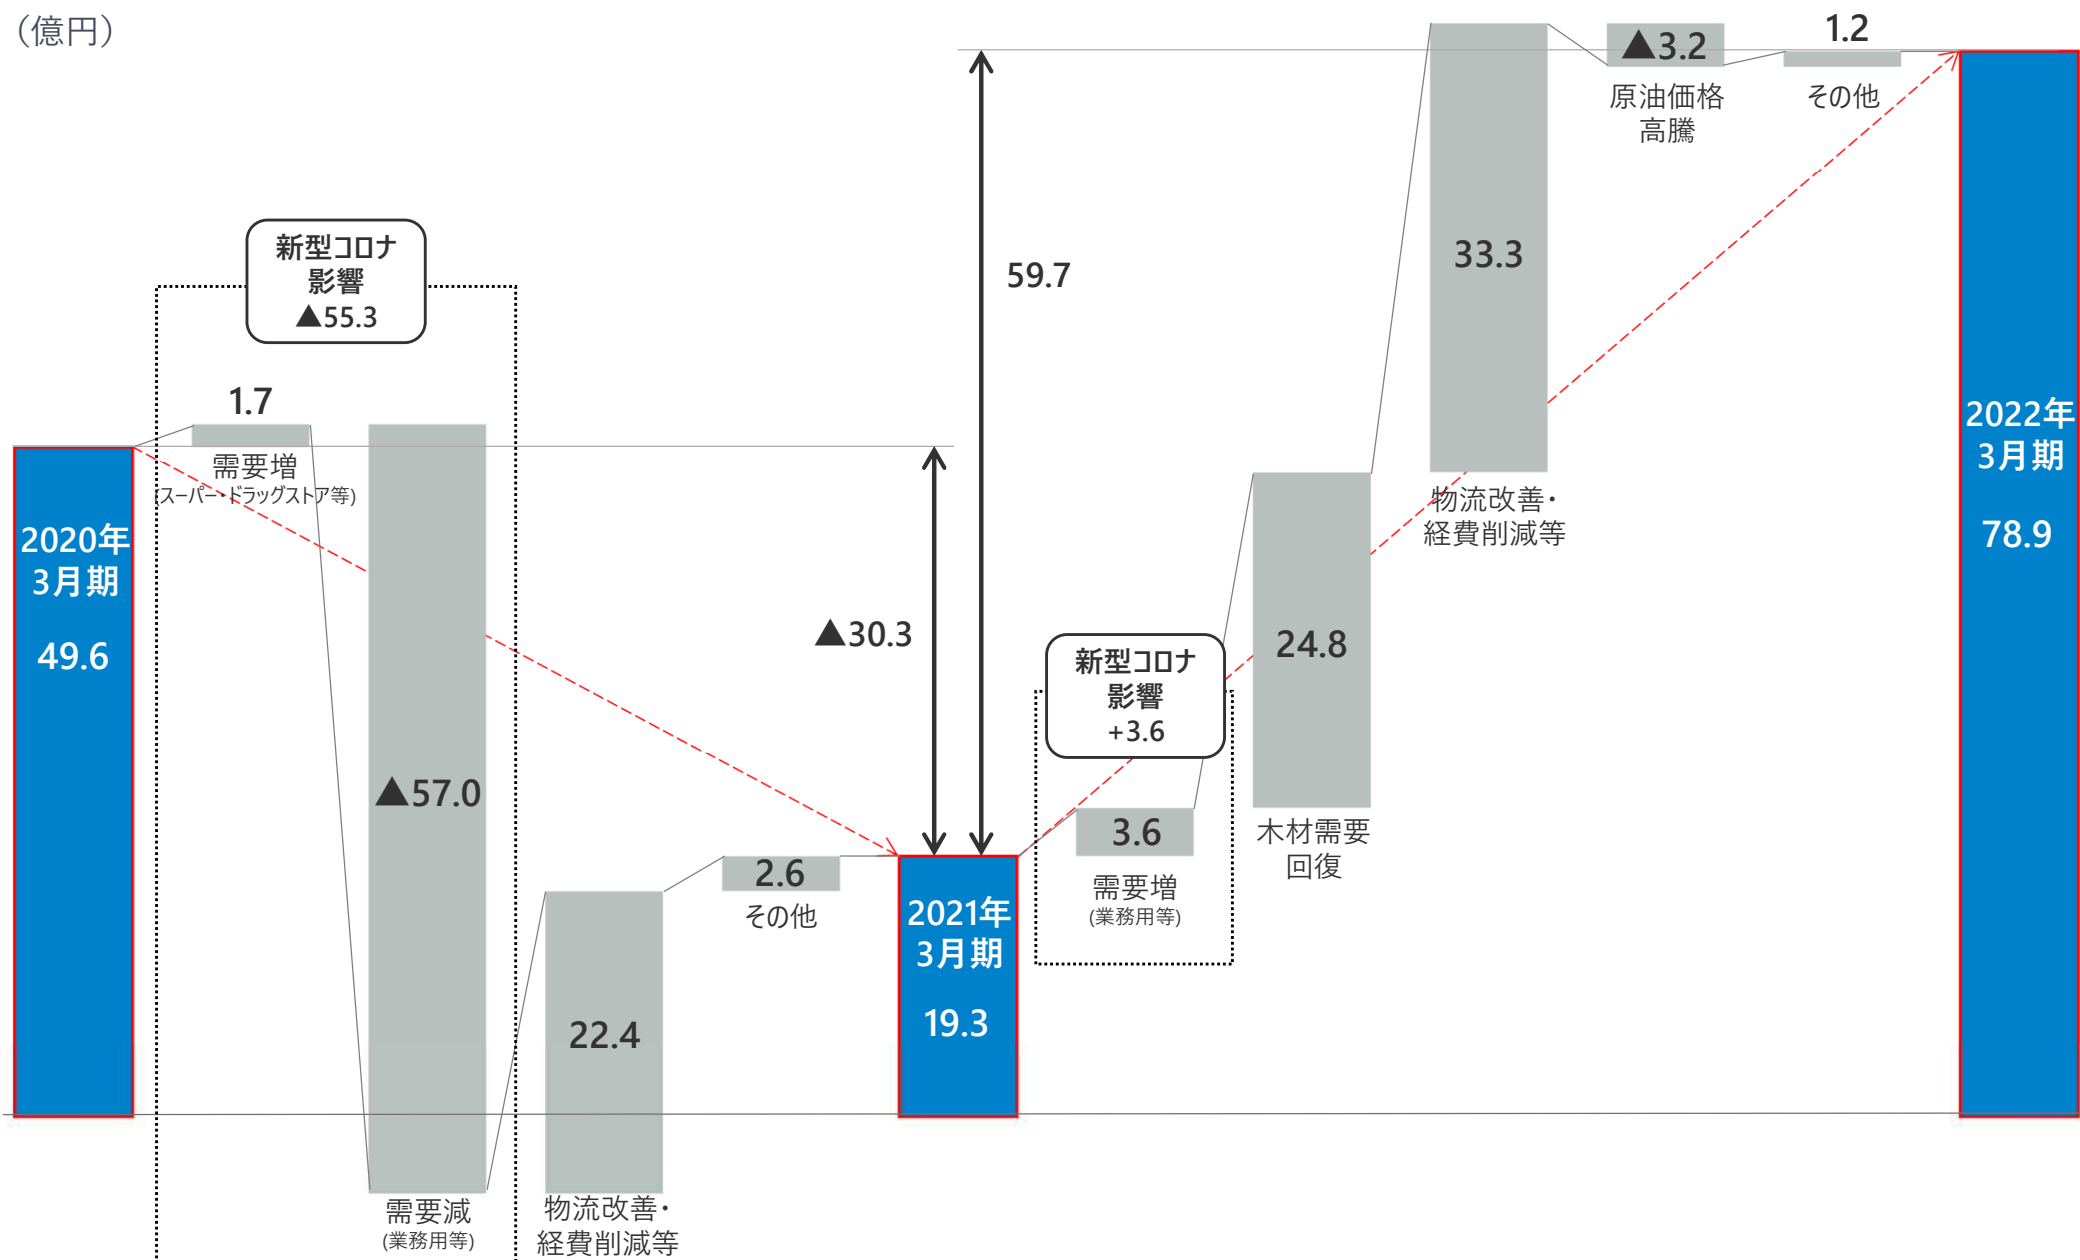 (億円)
新型コロナ
影響
▲55.3
1.7
需要増
(スーパー・ドラッグストア等)
2020年
3月期
49.6
▲57.0
需要減
(業務用等)
22.4
物流改善・
経費削減等
2.6
その他
▲30.3
2021年
3月期
19.3
59.7
新型コロナ
影響
+3.6
3.6
需要増
(業務用等)
24.8
木材需要
回復
33.3
物流改善・
経費削減等
▲3.2
原油価格
高騰
1.2
その他
2022年
3月期
78.9